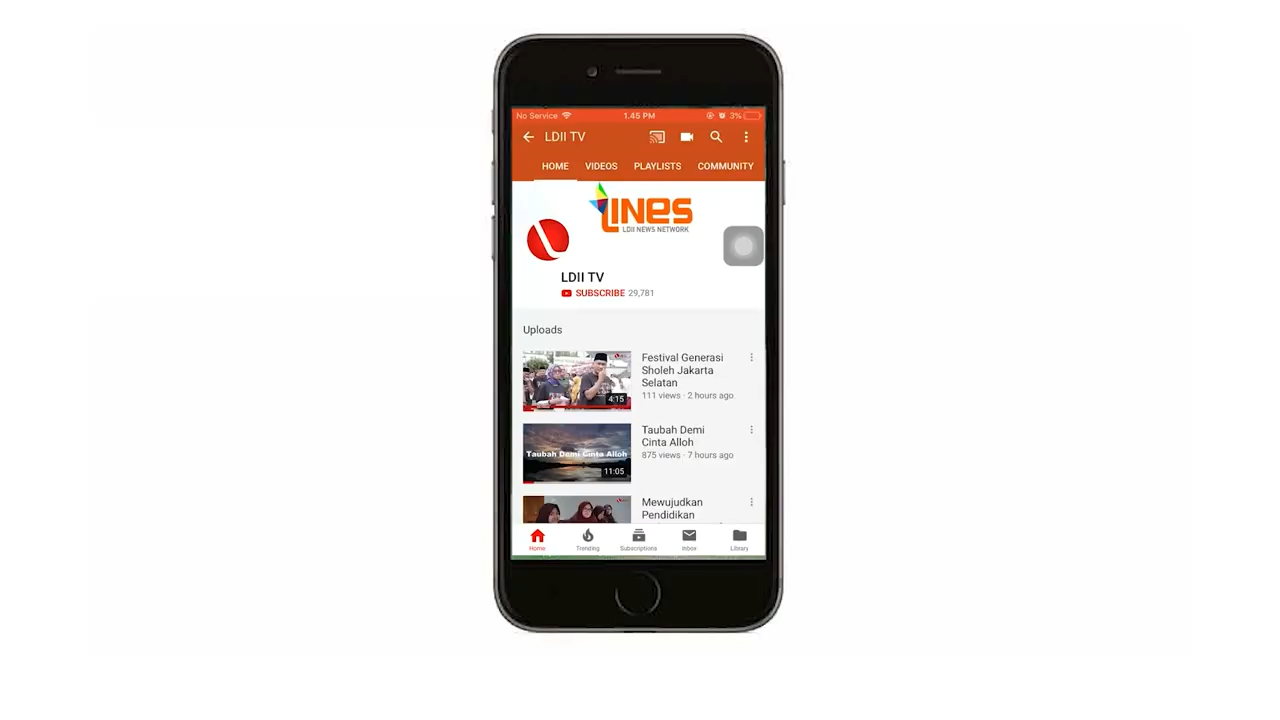 No Service 1.45 PM 3%
LDII TV
HOME VIDEOS PLAYLISTS COMMUNITY
LINES
LDII NEWS NETWORK
LDII TV
SUBSCRIBE 29,781
Uploads
Festival Generasi
Sholeh Jakarta
Selatan
111 views · 2 hours ago
4:15
Taubah Demi
Cinta Alloh
875 views · 7 hours ago
Taubah Demi Cinta Alloh
11:05
Mewujudkan
Pendidikan
Home Trending Subscriptions Inbox Library